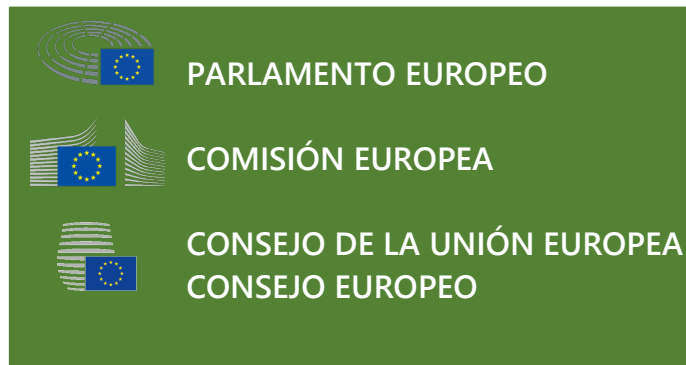 PARLAMENTO EUROPEO
COMISIÓN EUROPEA
CONSEJO DE LA UNIÓN EUROPEA
CONSEJO EUROPEO